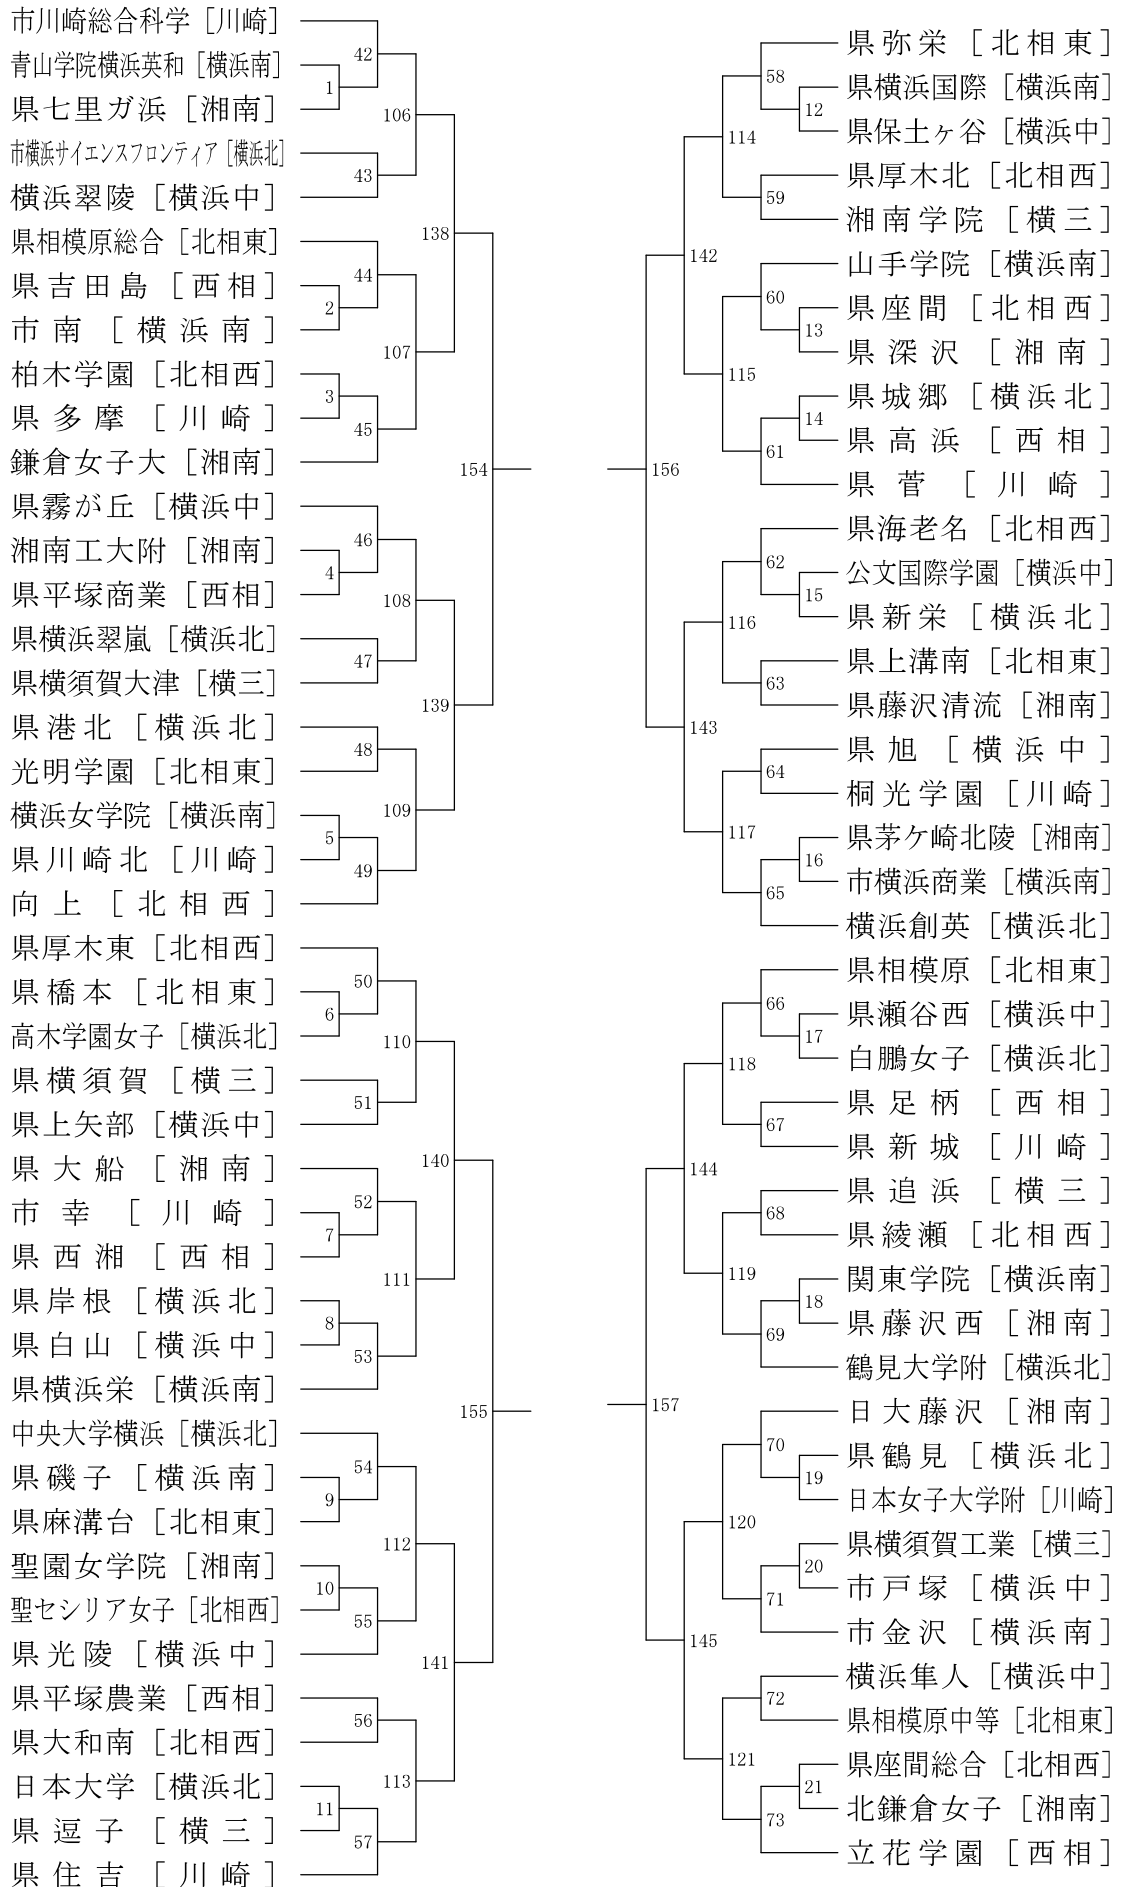 市川崎総合科学 [川崎]
青山学院横浜英和 [横浜南]
県七里ガ浜 [湘南]
市横浜サイエンスフロンティア [横浜北]
横浜翠陵 [横浜中]
県相模原総合 [北相東]
県吉田島 [西相]
市南 [横浜南]
柏木学園 [北相西]
県多摩 [川崎]
鎌倉女子大 [湘南]
県霧が丘 [横浜中]
湘南工大附 [湘南]
県平塚商業 [西相]
県横浜翠嵐 [横浜北]
県横須賀大津 [横三]
県港北 [横浜北]
光明学園 [北相東]
横浜女学院 [横浜南]
県川崎北 [川崎]
向上 [北相西]
県厚木東 [北相西]
県橋本 [北相東]
高木学園女子 [横浜北]
県横須賀 [横三]
県上矢部 [横浜中]
県大船 [湘南]
市幸 [川崎]
県西湘 [西相]
県岸根 [横浜北]
県白山 [横浜中]
県横浜栄 [横浜南]
中央大学横浜 [横浜北]
県磯子 [横浜南]
県麻溝台 [北相東]
聖園女学院 [湘南]
聖セシリア女子 [北相西]
県光陵 [横浜中]
県平塚農業 [西相]
県大和南 [北相西]
日本大学 [横浜北]
県逗子 [横三]
県住吉 [川崎]
1
2
3
4
5
6
7
8
9
10
11
42
43
44
45
46
47
48
49
50
51
52
53
54
55
56
57
106
107
108
109
110
111
112
113
138
139
140
141
154
155
156
157
142
143
144
145
114
115
116
117
118
119
120
121
58
59
60
61
62
63
64
65
66
67
68
69
70
71
72
73
12
13
14
15
16
17
18
19
20
21
県弥栄 [北相東]
県横浜国際 [横浜南]
県保土ヶ谷 [横浜中]
県厚木北 [北相西]
湘南学院 [横三]
山手学院 [横浜南]
県座間 [北相西]
県深沢 [湘南]
県城郷 [横浜北]
県高浜 [西相]
県菅 [川崎]
県海老名 [北相西]
公文国際学園 [横浜中]
県新栄 [横浜北]
県上溝南 [北相東]
県藤沢清流 [湘南]
県旭 [横浜中]
桐光学園 [川崎]
県茅ケ崎北陵 [湘南]
市横浜商業 [横浜南]
横浜創英 [横浜北]
県相模原 [北相東]
県瀬谷西 [横浜中]
白鵬女子 [横浜北]
県足柄 [西相]
県新城 [川崎]
県追浜 [横三]
県綾瀬 [北相西]
関東学院 [横浜南]
県藤沢西 [湘南]
鶴見大学附 [横浜北]
日大藤沢 [湘南]
県鶴見 [横浜北]
日本女子大学附 [川崎]
県横須賀工業 [横三]
市戸塚 [横浜中]
市金沢 [横浜南]
横浜隼人 [横浜中]
県相模原中等 [北相東]
県座間総合 [北相西]
北鎌倉女子 [湘南]
立花学園 [西相]